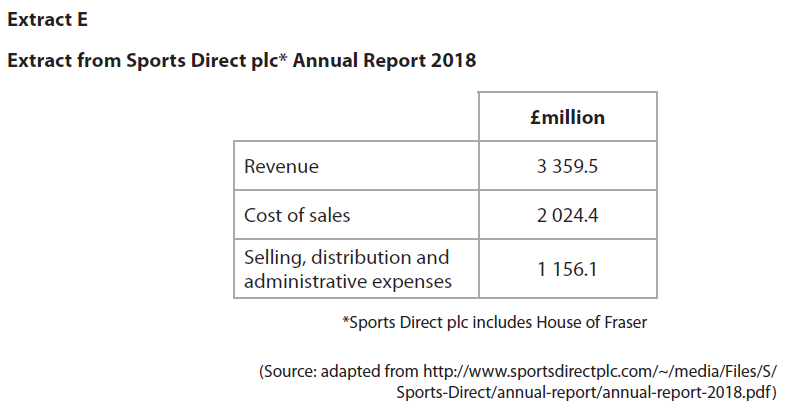 Extract E
Extract from Sports Direct plc* Annual Report 2018
£million
Revenue 3 359.5
Cost of sales 2 024.4
Selling, distribution and
administrative expenses 1 156.1
*Sports Direct plc includes House of Fraser
(Source: adapted from http://www.sportsdirectplc.com/~/media/Files/S/
Sports-Direct/annual-report/annual-report-2018.pdf)